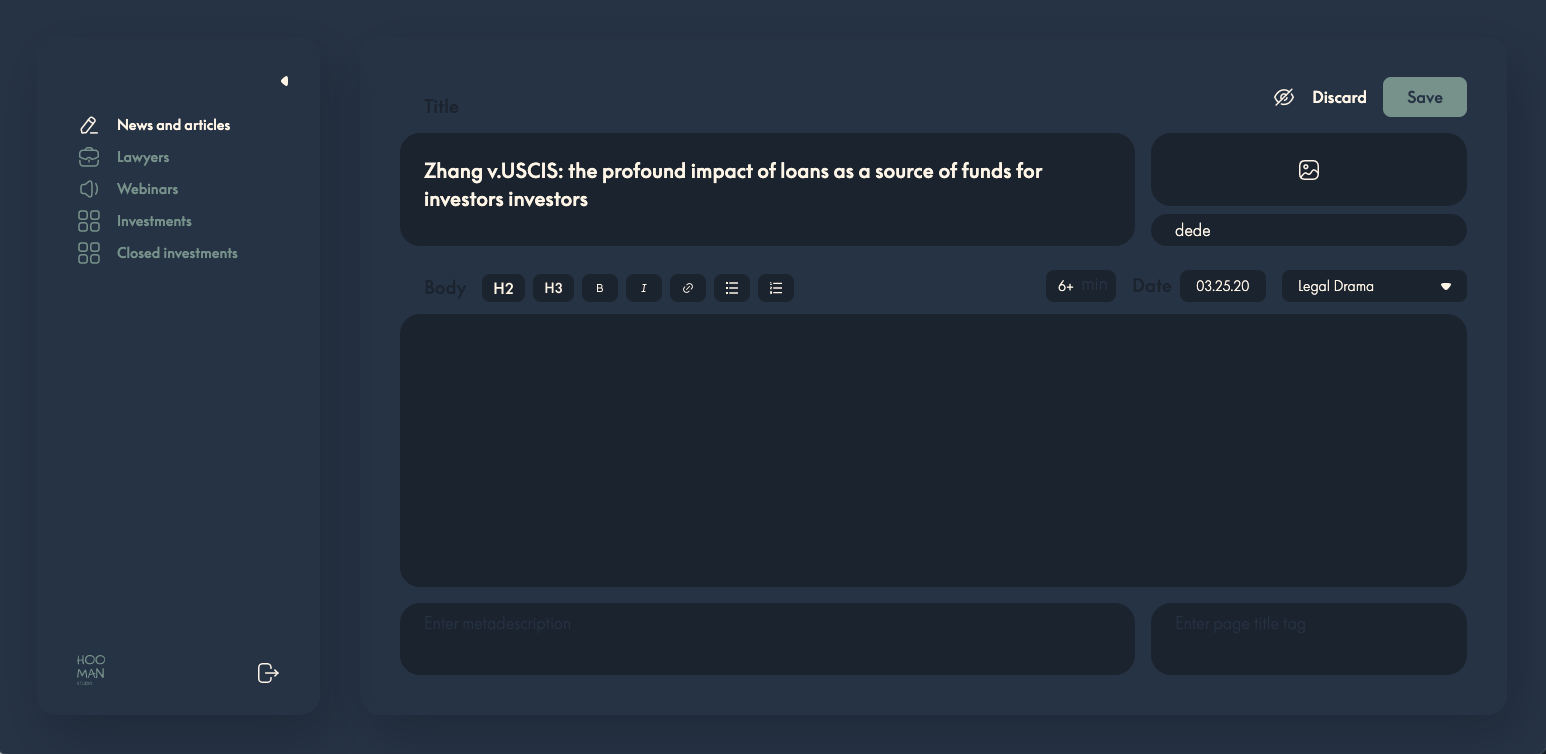 News and articles
Lawyers
Webinars
Investments
Closed investments
HOO
MAN
Title
Discard
Save
Zhang v.USCIS: the profound impact of loans as a source of funds for
investors investors
dede
Body
H2
H3
B
I
6+ min
Date
03.25.20
Legal Drama
Enter metadescription
Enter page title tag